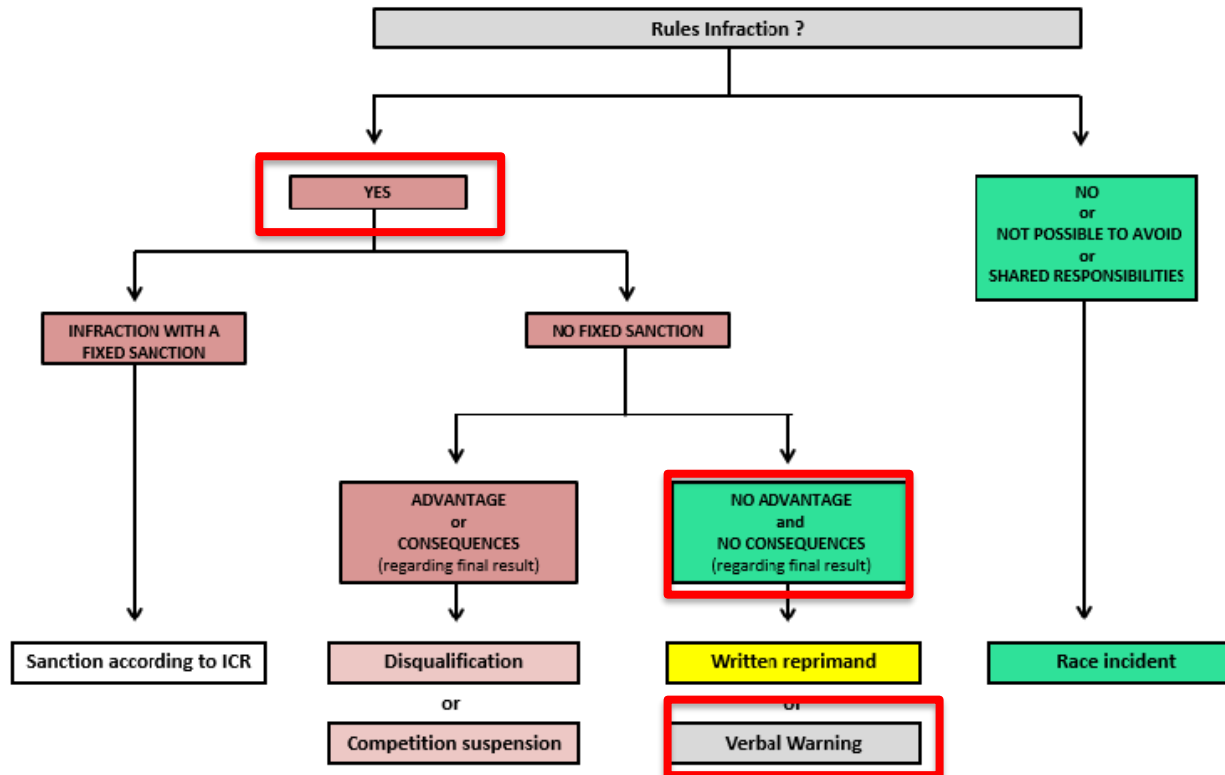 Rules Infraction ?
YES
NO
or
NOT POSSIBLE TO AVOID
or
SHARED RESPONSIBILITIES
INFRACTION WITH A
FIXED SANCTION
NO FIXED SANCTION
ADVANTAGE
or
CONSEQUENCES
(regarding final result)
NO ADVANTAGE
and
NO CONSEQUENCES
(regarding final result)
Sanction according to ICR
Disqualification
or
Competition suspension
Written reprimand
or
Verbal Warning
Race incident